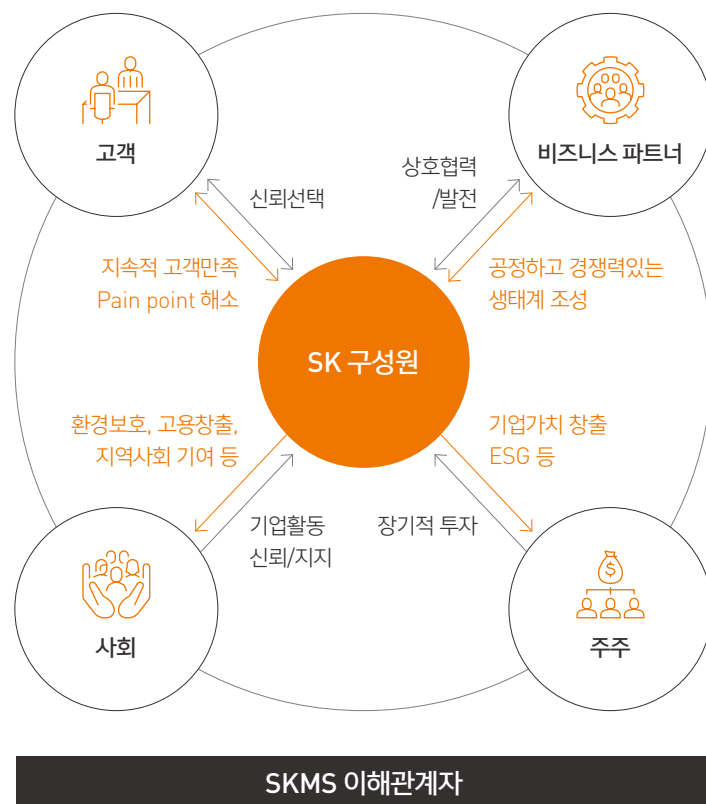 고객
비즈니스 파트너
신뢰선택
상호협력
/발전
지속적 고객만족
Pain point 해소
공정하고 경쟁력있는
생태계 조성
SK 구성원
환경보호, 고용창출,
지역사회 기여 등
기업가치 창출
ESG 등
기업활동
신뢰/지지
장기적 투자
$
사회
주주
SKMS 이해관계자